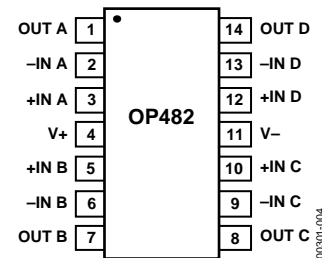 OUT A 1 14 OUT D
–IN A 2 13 –IN D
+IN A 3 12 +IN D
OP482
V+ 4 11 V–
+IN B 5 10 +IN C
–IN B 6 9 –IN C
OUT B 7 8 OUT C
00301-004